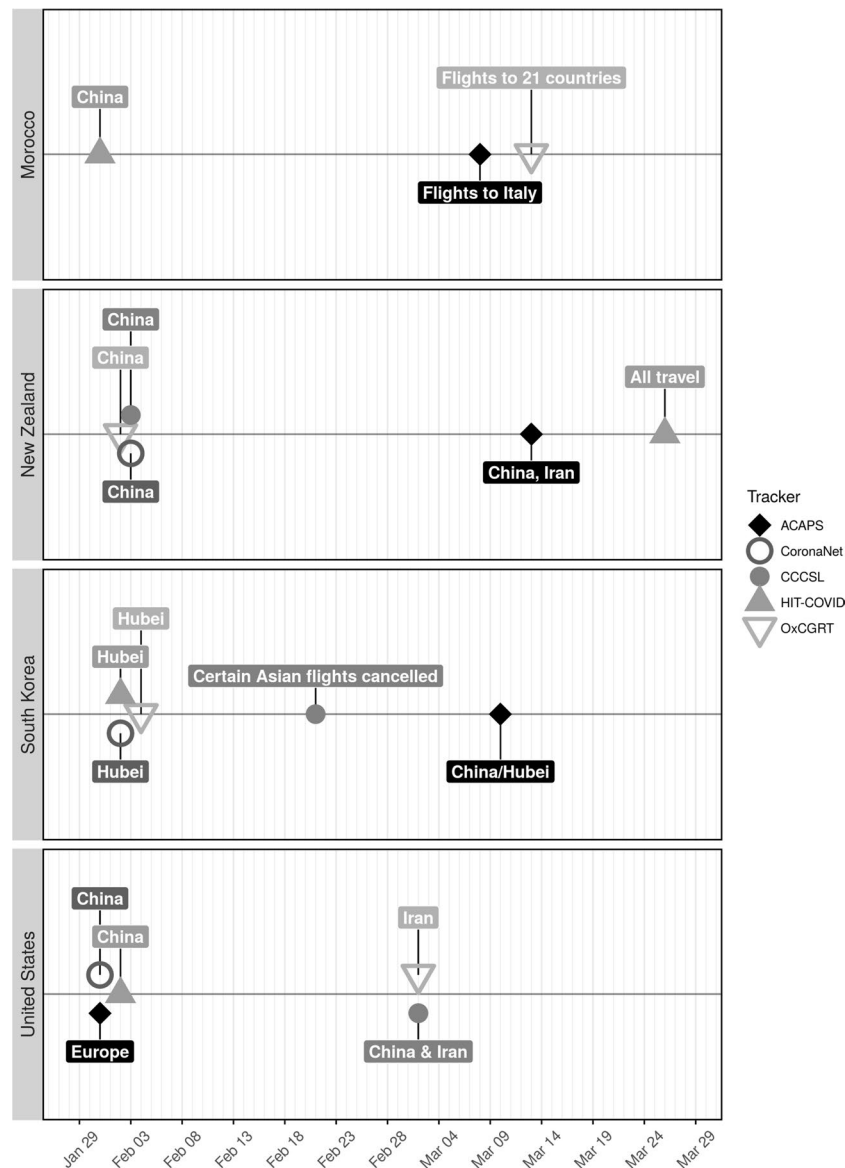 Morocco
Flights to 21 countries
China
Flights to Italy
New Zealand
China
China
All travel
China, Iran
China
South Korea
Hubei
Hubei
Certain Asian flights cancelled
Hubei
China/Hubei
United States
China
Iran
China
Europe
China & Iran
Jan 29
Feb 03
Feb 08
Feb 13
Feb 18
Feb 23
Feb 28
Mar 04
Mar 09
Mar 14
Mar 19
Mar 24
Mar 29
Tracker
ACAPS
CoronaNet
CCCSL
HIT-COVID
OxCGRT